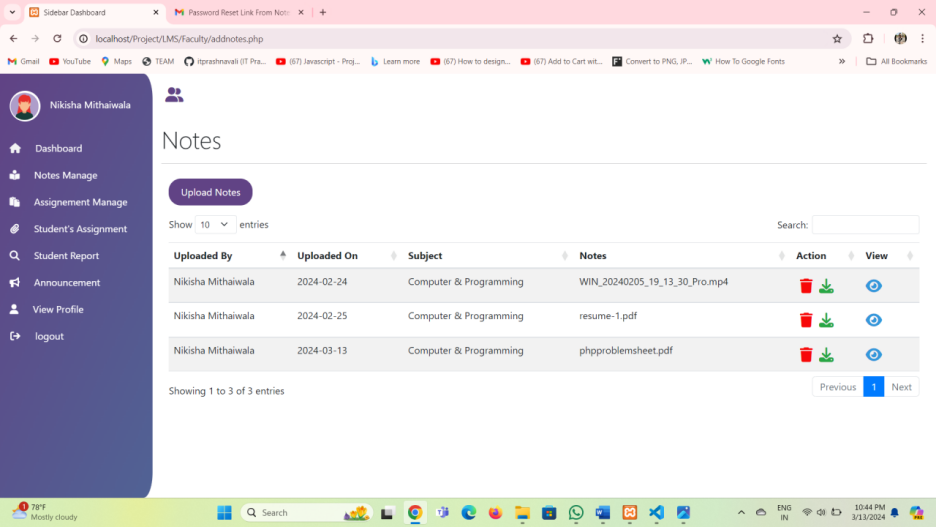 Sidebar Dashboard
Password Reset Link From Note
localhost/Project/LMS/Faculty/addnotes.php
Gmail YouTube Maps TEAM itprashnavali (IT Pra... (67) Javascript - Proj... Learn more (67) How to design... (67) Add to Cart wit... Convert to PNG, JP... How To Google Fonts » All Bookmarks
Nikisha Mithaiwala
Dashboard
Notes Manage
Assignement Manage
Student's Assignment
Student Report
Announcement
View Profile
logout
Notes
Upload Notes
Show 10 entries
Search:
Uploaded By Uploaded On Subject Notes Action View
Nikisha Mithaiwala 2024-02-24 Computer & Programming WIN_20240205_19_13_30_Pro.mp4
Nikisha Mithaiwala 2024-02-25 Computer & Programming resume-1.pdf
Nikisha Mithaiwala 2024-03-13 Computer & Programming phpproblemsheet.pdf
Showing 1 to 3 of 3 entries
Previous 1 Next
1
78°F
Mostly cloudy
Search
ENG
IN
10:44 PM
3/13/2024